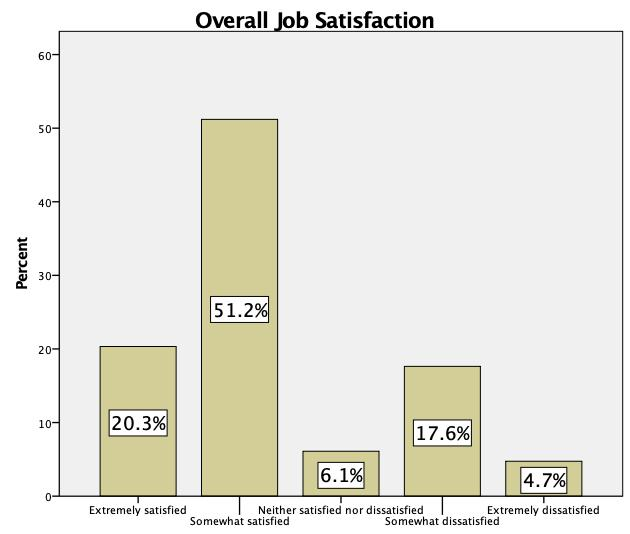 Overall Job Satisfaction
Percent
60
50
40
30
20
10
0
20.3%
51.2%
6.1%
17.6%
4.7%
Extremely satisfied
Somewhat satisfied
Neither satisfied nor dissatisfied
Somewhat dissatisfied
Extremely dissatisfied